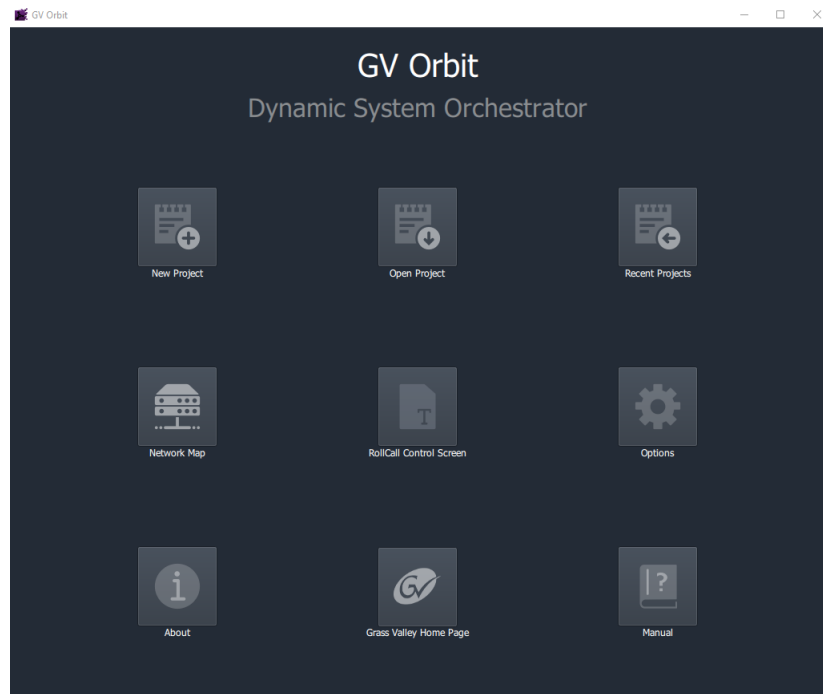 GV Orbit
GV Orbit
Dynamic System Orchestrator
New Project
Open Project
Recent Projects
T
Network Map
RollCall Control Screen
Options
i
GV
?
About
Grass Valley Home Page
Manual